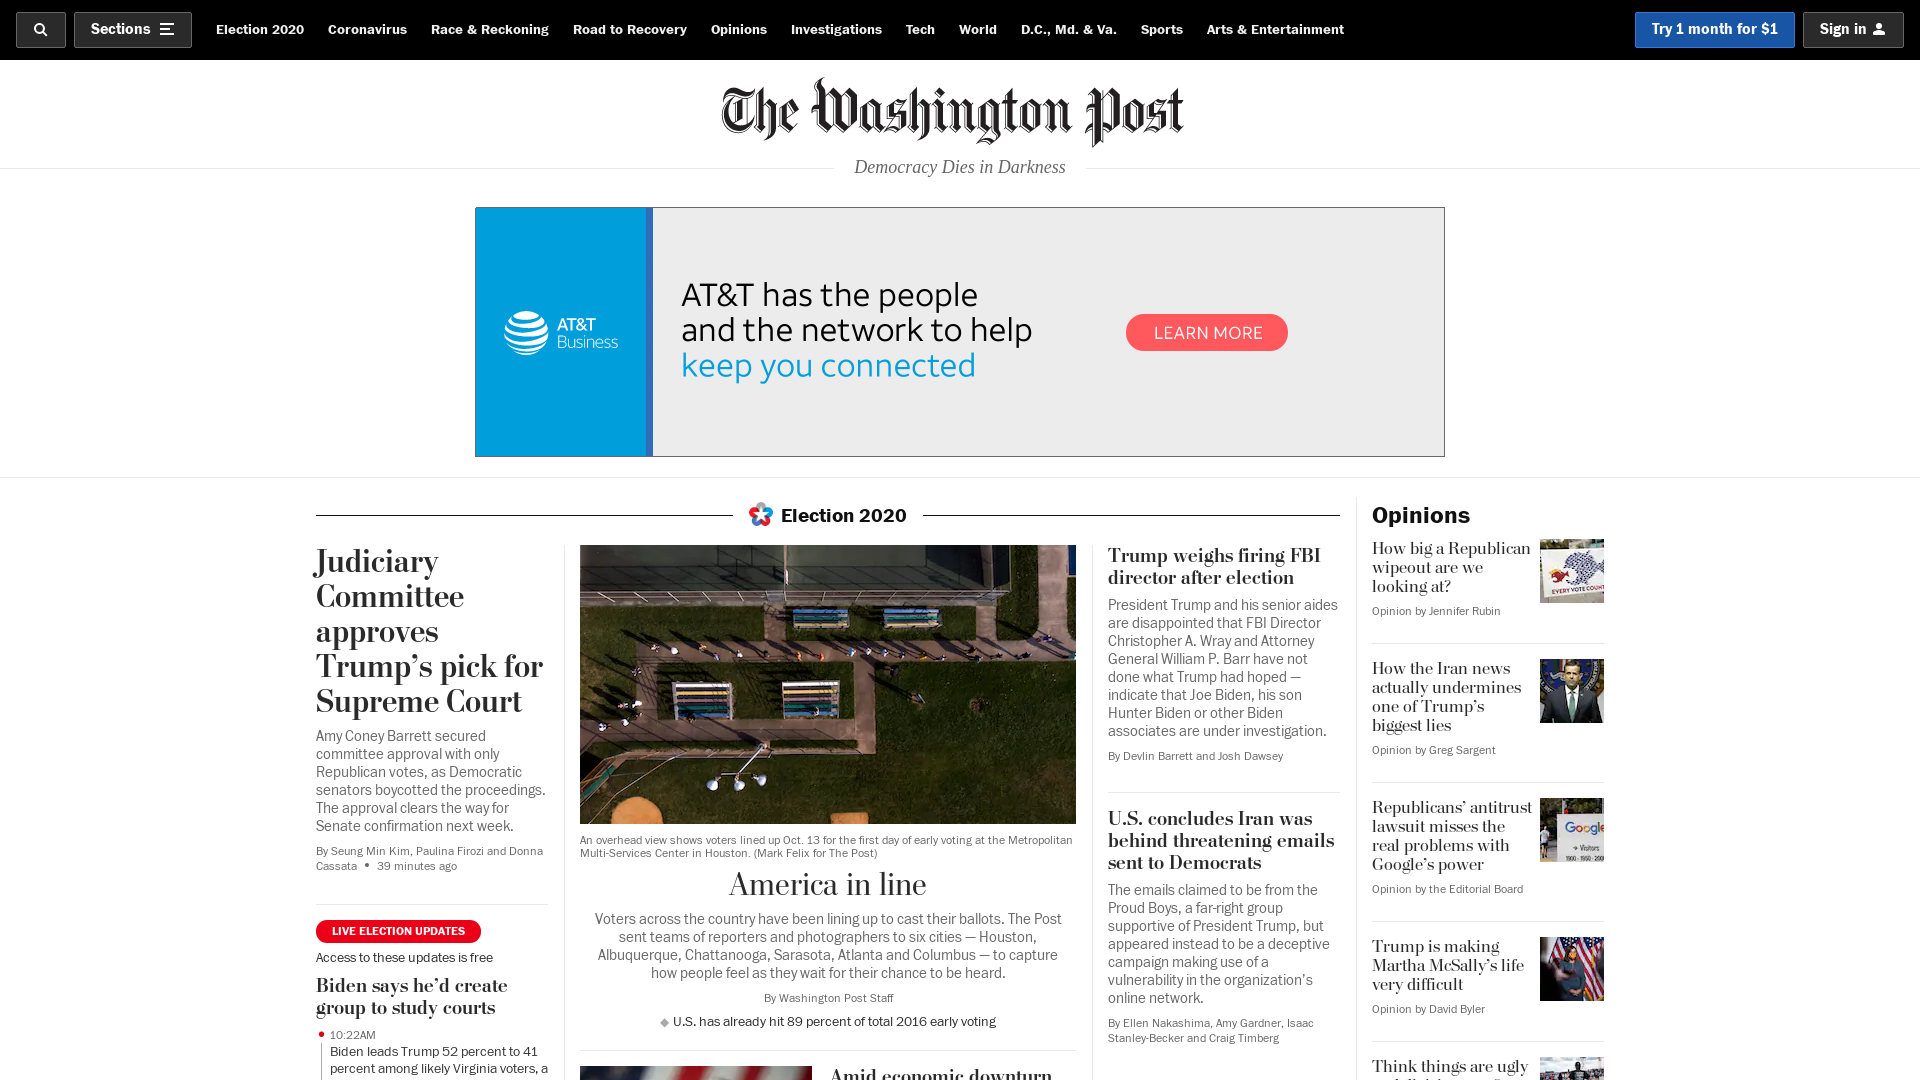 Sections
Election 2020
Coronavirus
Race & Reckoning
Road to Recovery
Opinions
Investigations
Tech
World
D.C., Md. & Va.
Sports
Arts & Entertainment
Try 1 month for $1
Sign in
The Washington Post
Democracy Dies in Darkness
AT&T
Business
AT&T has the people
and the network to help
keep you connected
LEARN MORE
Election 2020
Judiciary
Committee
approves
Trump’s pick for
Supreme Court
Amy Coney Barrett secured
committee approval with only
Republican votes, as Democratic
senators boycotted the proceedings.
The approval clears the way for
Senate confirmation next week.
By Seung Min Kim, Paulina Firozi and Donna
Cassata • 39 minutes ago
LIVE ELECTION UPDATES
Access to these updates is free
Biden says he’d create
group to study courts
10:22AM
Biden leads Trump 52 percent to 41
percent among likely Virginia voters, a
An overhead view shows voters lined up Oct. 13 for the first day of early voting at the Metropolitan
Multi-Services Center in Houston. (Mark Felix for The Post)
America in line
Voters across the country have been lining up to cast their ballots. The Post
sent teams of reporters and photographers to six cities — Houston,
Albuquerque, Chattanooga, Sarasota, Atlanta and Columbus — to capture
how people feel as they wait for their chance to be heard.
By Washington Post Staff
U.S. has already hit 89 percent of total 2016 early voting
Amid economic downturn,
Trump weighs firing FBI
director after election
President Trump and his senior aides
are disappointed that FBI Director
Christopher A. Wray and Attorney
General William P. Barr have not
done what Trump had hoped —
indicate that Joe Biden, his son
Hunter Biden or other Biden
associates are under investigation.
By Devlin Barrett and Josh Dawsey
U.S. concludes Iran was
behind threatening emails
sent to Democrats
The emails claimed to be from the
Proud Boys, a far-right group
supportive of President Trump, but
appeared instead to be a deceptive
campaign making use of a
vulnerability in the organization’s
online network.
By Ellen Nakashima, Amy Gardner, Isaac
Stanley-Becker and Craig Timberg
Opinions
How big a Republican
wipeout are we
looking at?
Opinion by Jennifer Rubin
EVERY VOTE COUNT
How the Iran news
actually undermines
one of Trump’s
biggest lies
Opinion by Greg Sargent
Republicans’ antitrust
lawsuit misses the
real problems with
Google’s power
Opinion by the Editorial Board
Google
Visitors
Trump is making
Martha McSally’s life
very difficult
Opinion by David Byler
Think things are ugly